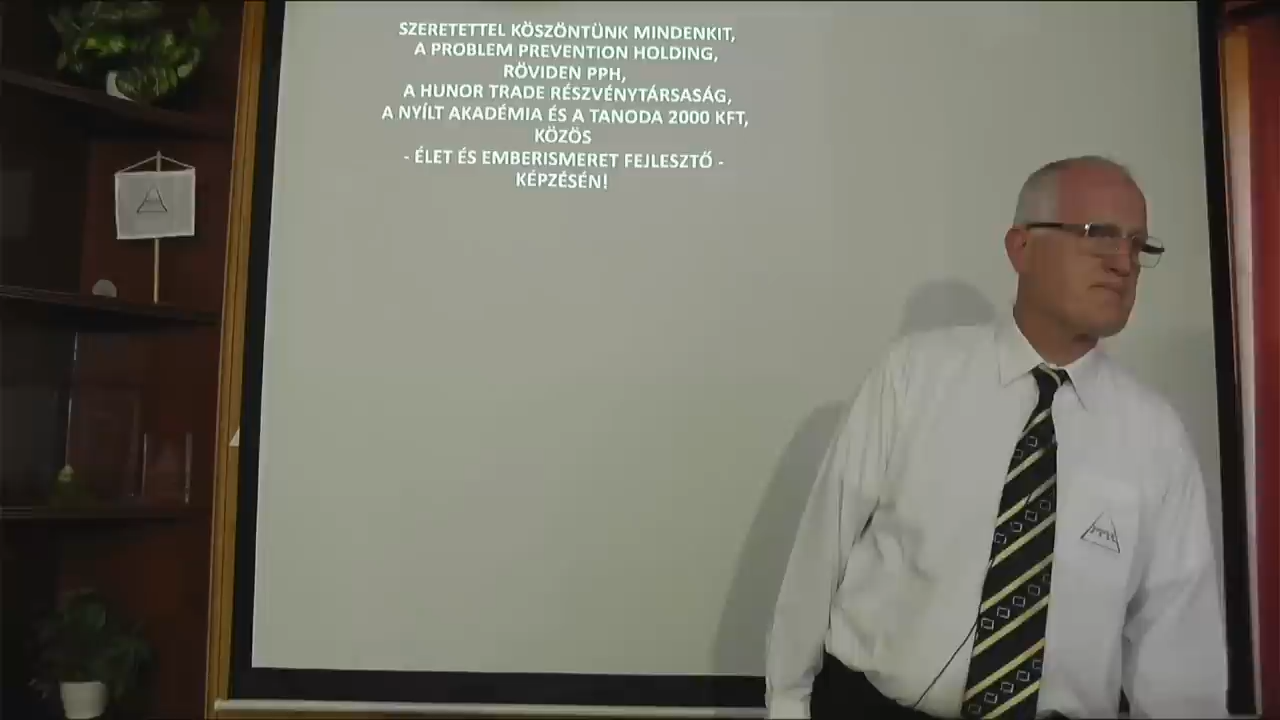 SZERETETTEL KÖSZÖNTÜNK MINDENKIT,
A PROBLEM PREVENTION HOLDING,
RÖVIDEN PPH,
A HUNOR TRADE RÉSZVÉNYTÁRSASÁG,
A NYÍLT AKADÉMIA ÉS A TANODA 2000 KFT,
KÖZÖS
- ÉLET ÉS EMBERISMERET FEJLESZTŐ -
KÉPZÉSÉN!